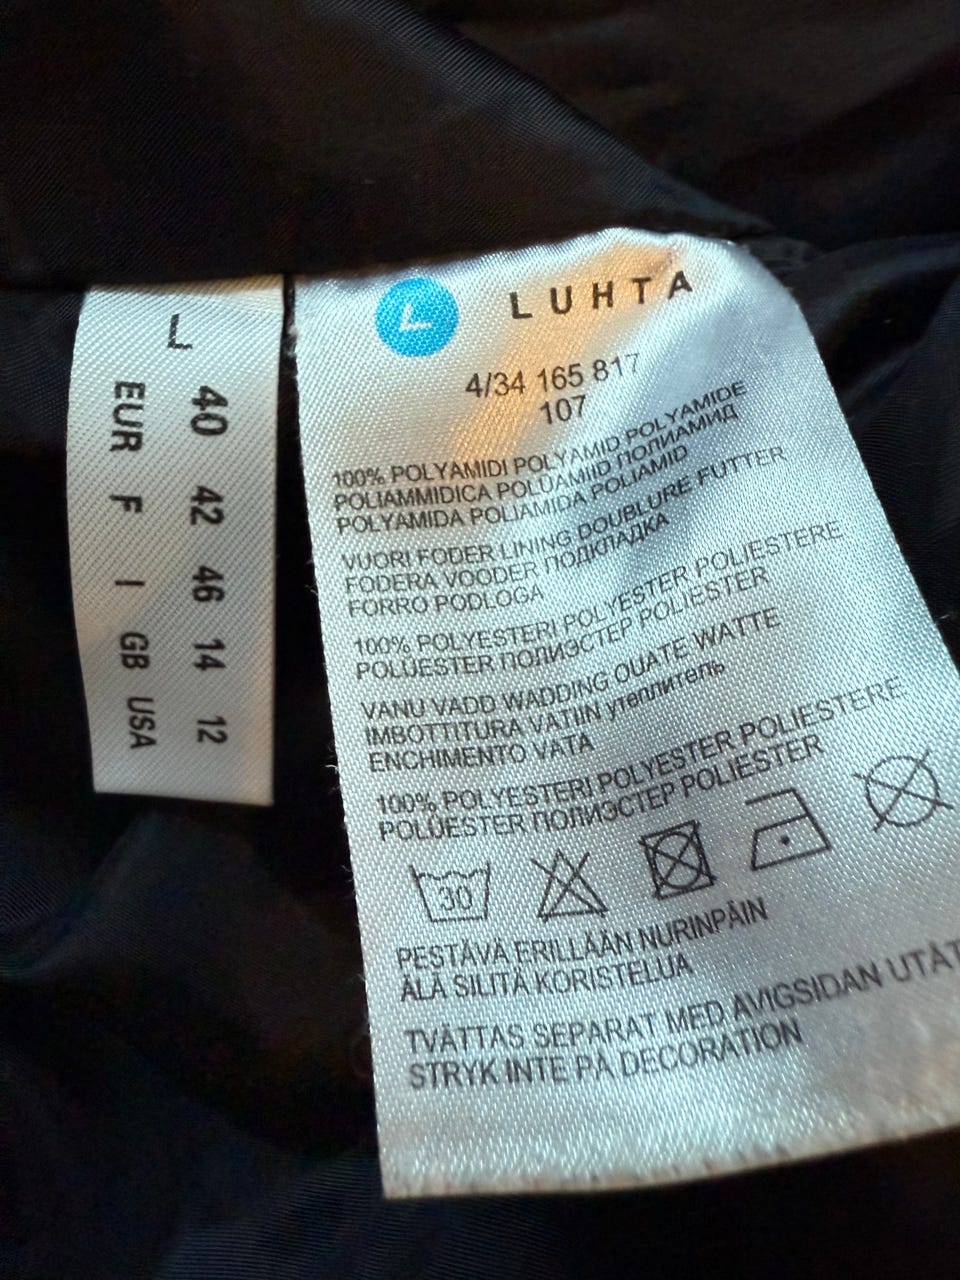 L
EUR 40
F 42
I 46
GB 14
USA 12
L LUHTA
4/34 165 817
107
100% POLYAMIDI POLYAMID POLYAMIDE
POLIAMMIDICA POLÜAMIID ПОЛИАМИД
POLYAMIDA POLIAMIDA POLIAMID
VUORI FODER LINING DOUBLURE FUTTER
FODERA VOODER ПОДКЛАДКА
FORRO PODLOGA
100% POLYESTERI POLYESTER POLIESTERE
POLÜESTER ПОЛИЭСТЕР POLIESTER
VANU VADD WADDING OUATE WATTE
IMBOTTITURA VATIIN утеплитель
ENCHIMENTO VATA
100% POLYESTERI POLYESTER POLIESTERE
POLÜESTER ПОЛИЭСТЕР POLIESTER
30
PESTÄVÄ ERILLÄÄN NURINPÄIN
ÄLÄ SILITÄ KORISTELUA
TVÄTTAS SEPARAT MED AVIGSIDAN UTÅT
STRYK INTE PÅ DECORATION